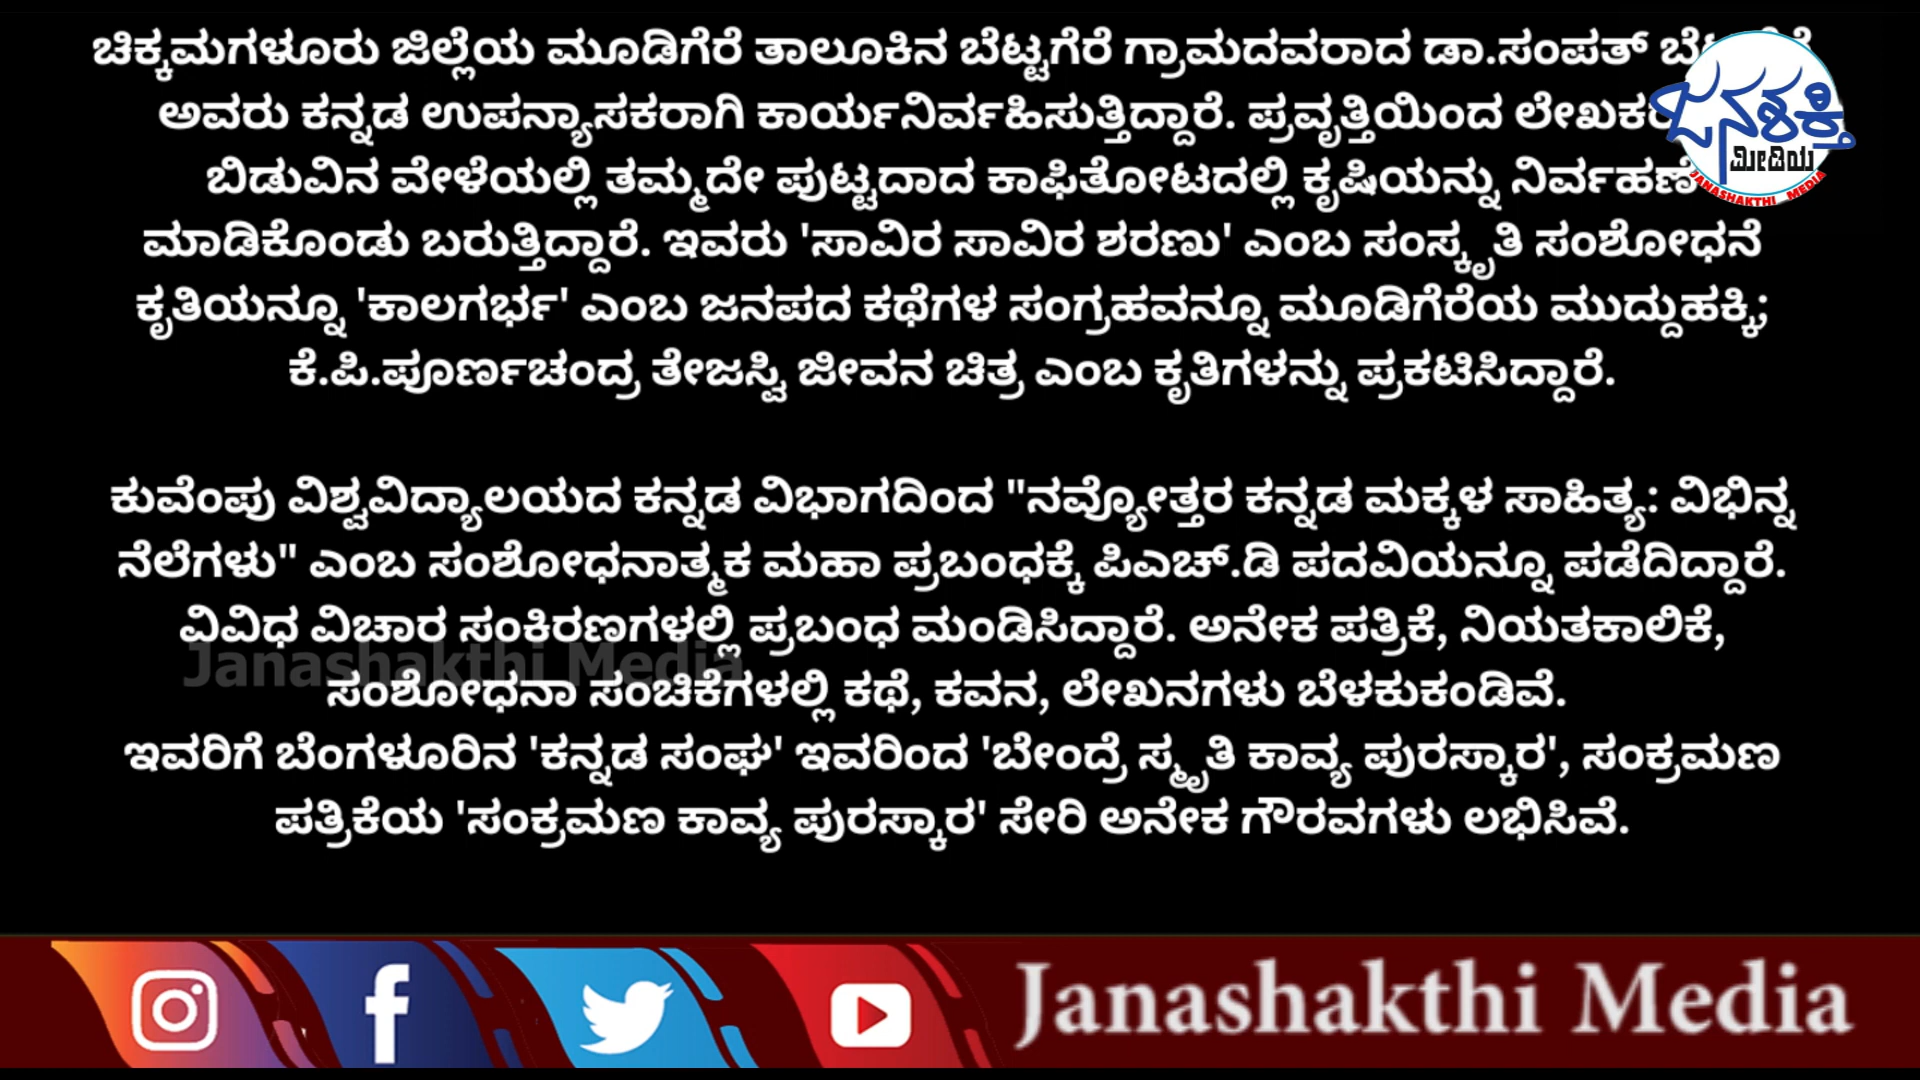 ಚಿಕ್ಕಮಗಳೂರು ಜಿಲ್ಲೆಯ ಮೂಡಿಗೆರೆ ತಾಲೂಕಿನ ಬೆಟ್ಟಗೆರೆ ಗ್ರಾಮದವರಾದ ಡಾ.ಸಂಪತ್
ಅವರು ಕನ್ನಡ ಉಪನ್ಯಾಸಕರಾಗಿ ಕಾರ್ಯನಿರ್ವಹಿಸುತ್ತಿದ್ದಾರೆ. ಪ್ರವೃತ್ತಿಯಿಂದ
ಬಿಡುವಿನ ವೇಳೆಯಲ್ಲಿ ತಮ್ಮದೇ ಪುಟ್ಟದಾದ ಕಾಫಿತೋಟದಲ್ಲಿ ಕೃಷಿಯನ್ನು ನಿರ್ವಹಣೆ
ಮಾಡಿಕೊಂಡು ಬರುತ್ತಿದ್ದಾರೆ. ಇವರು 'ಸಾವಿರ ಸಾವಿರ ಶರಣು' ಎಂಬ ಸಂಸ್ಕೃತಿ ಸಂಶೋಧನೆ
ಕೃತಿಯನ್ನೂ 'ಕಾಲಗರ್ಭ' ಎಂಬ ಜನಪದ ಕಥೆಗಳ ಸಂಗ್ರಹವನ್ನೂ ಮೂಡಿಗೆರೆಯ ಮುದ್ದುಹಕ್ಕಿ;
ಕೆ.ಪಿ.ಪೂರ್ಣಚಂದ್ರ ತೇಜಸ್ವಿ ಜೀವನ ಚಿತ್ರ ಎಂಬ ಕೃತಿಗಳನ್ನು ಪ್ರಕಟಿಸಿದ್ದಾರೆ.
ಕುವೆಂಪು ವಿಶ್ವವಿದ್ಯಾಲಯದ ಕನ್ನಡ ವಿಭಾಗದಿಂದ "ನವ್ಯೋತ್ತರ ಕನ್ನಡ ಮಕ್ಕಳ ಸಾಹಿತ್ಯ: ವಿಭಿನ್ನ
ನೆಲೆಗಳು" ಎಂಬ ಸಂಶೋಧನಾತ್ಮಕ ಮಹಾ ಪ್ರಬಂಧಕ್ಕೆ ಪಿಎಚ್.ಡಿ ಪದವಿಯನ್ನೂ ಪಡೆದಿದ್ದಾರೆ.
ವಿವಿಧ ವಿಚಾರ ಸಂಕಿರಣಗಳಲ್ಲಿ ಪ್ರಬಂಧ ಮಂಡಿಸಿದ್ದಾರೆ. ಅನೇಕ ಪತ್ರಿಕೆ, ನಿಯತಕಾಲಿಕೆ,
ಸಂಶೋಧನಾ ಸಂಚಿಕೆಗಳಲ್ಲಿ ಕಥೆ, ಕವನ, ಲೇಖನಗಳು ಬೆಳಕುಕಂಡಿವೆ.
ಇವರಿಗೆ ಬೆಂಗಳೂರಿನ 'ಕನ್ನಡ ಸಂಘ' ಇವರಿಂದ 'ಬೇಂದ್ರೆ ಸ್ಮೃತಿ ಕಾವ್ಯ ಪುರಸ್ಕಾರ', ಸಂಕ್ರಮಣ
ಪತ್ರಿಕೆಯ 'ಸಂಕ್ರಮಣ ಕಾವ್ಯ ಪುರಸ್ಕಾರ' ಸೇರಿ ಅನೇಕ ಗೌರವಗಳು ಲಭಿಸಿವೆ.
ಜನಶಕ್ತಿ
ಮೀಡಿಯ
JANASHAKTHI MEDIA
Janashakthi Media
Janashakthi Media